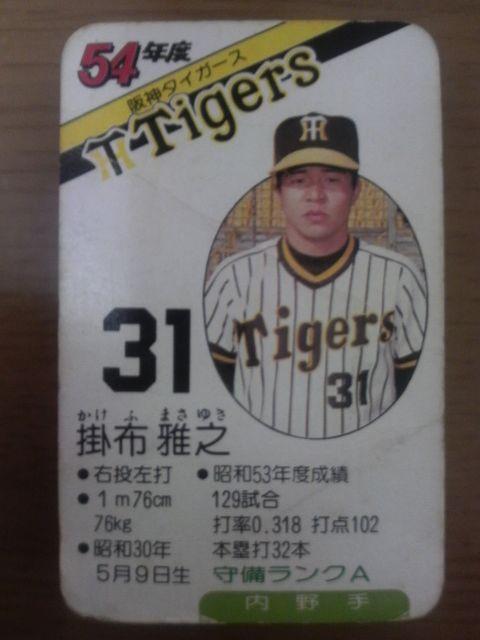 54年度
阪神タイガース
Tigers
Tigers
31
31
かけ ふ まさ ゆき
掛布雅之
●右投左打
●1m76cm
76kg
●昭和30年
5月9日生
●昭和53年度成績
129試合
打率0.318 打点102
本塁打32本
守備ランクA
内野手